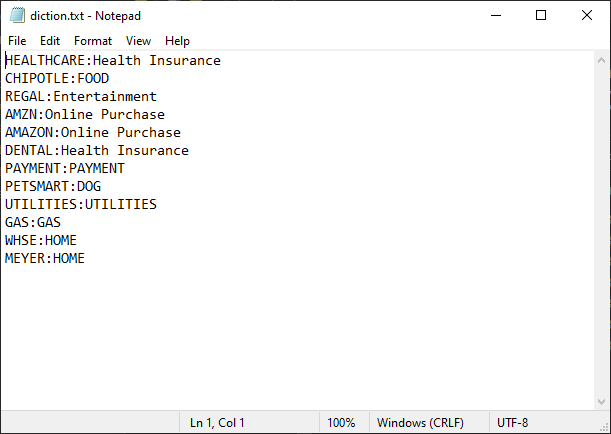 diction.txt - Notepad
File Edit Format View Help
HEALTHCARE:Health Insurance
CHIPOTLE:FOOD
REGAL:Entertainment
AMZN:Online Purchase
AMAZON:Online Purchase
DENTAL:Health Insurance
PAYMENT:PAYMENT
PETSMART:DOG
UTILITIES:UTILITIES
GAS:GAS
WHSE:HOME
MEYER:HOME
Ln 1, Col 1 100% Windows (CRLF) UTF-8